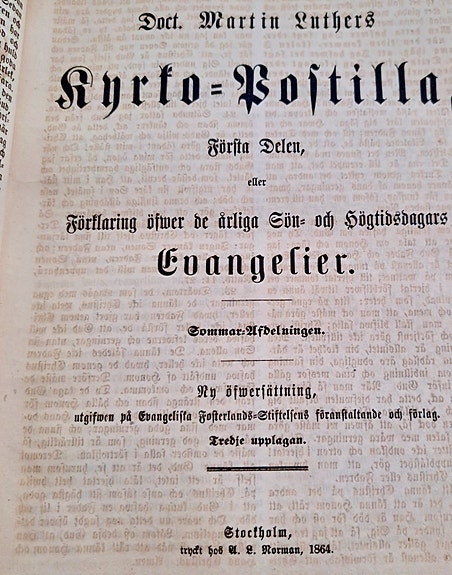 Doct. Martin Luthers
Kyrko-Postilla,
Första Delen,
eller
Förklaring öfwer de årliga Sön- och Högtidsdagars
Evangelier.
Sommar-Afdelningen.
Ny öfwersättning,
utgifwen på Evangeliska Fosterlands-Stiftelsens föranstaltande och förlag.
Tredje upplagan.
Stockholm,
tryckt hos A. L. Norman, 1864.